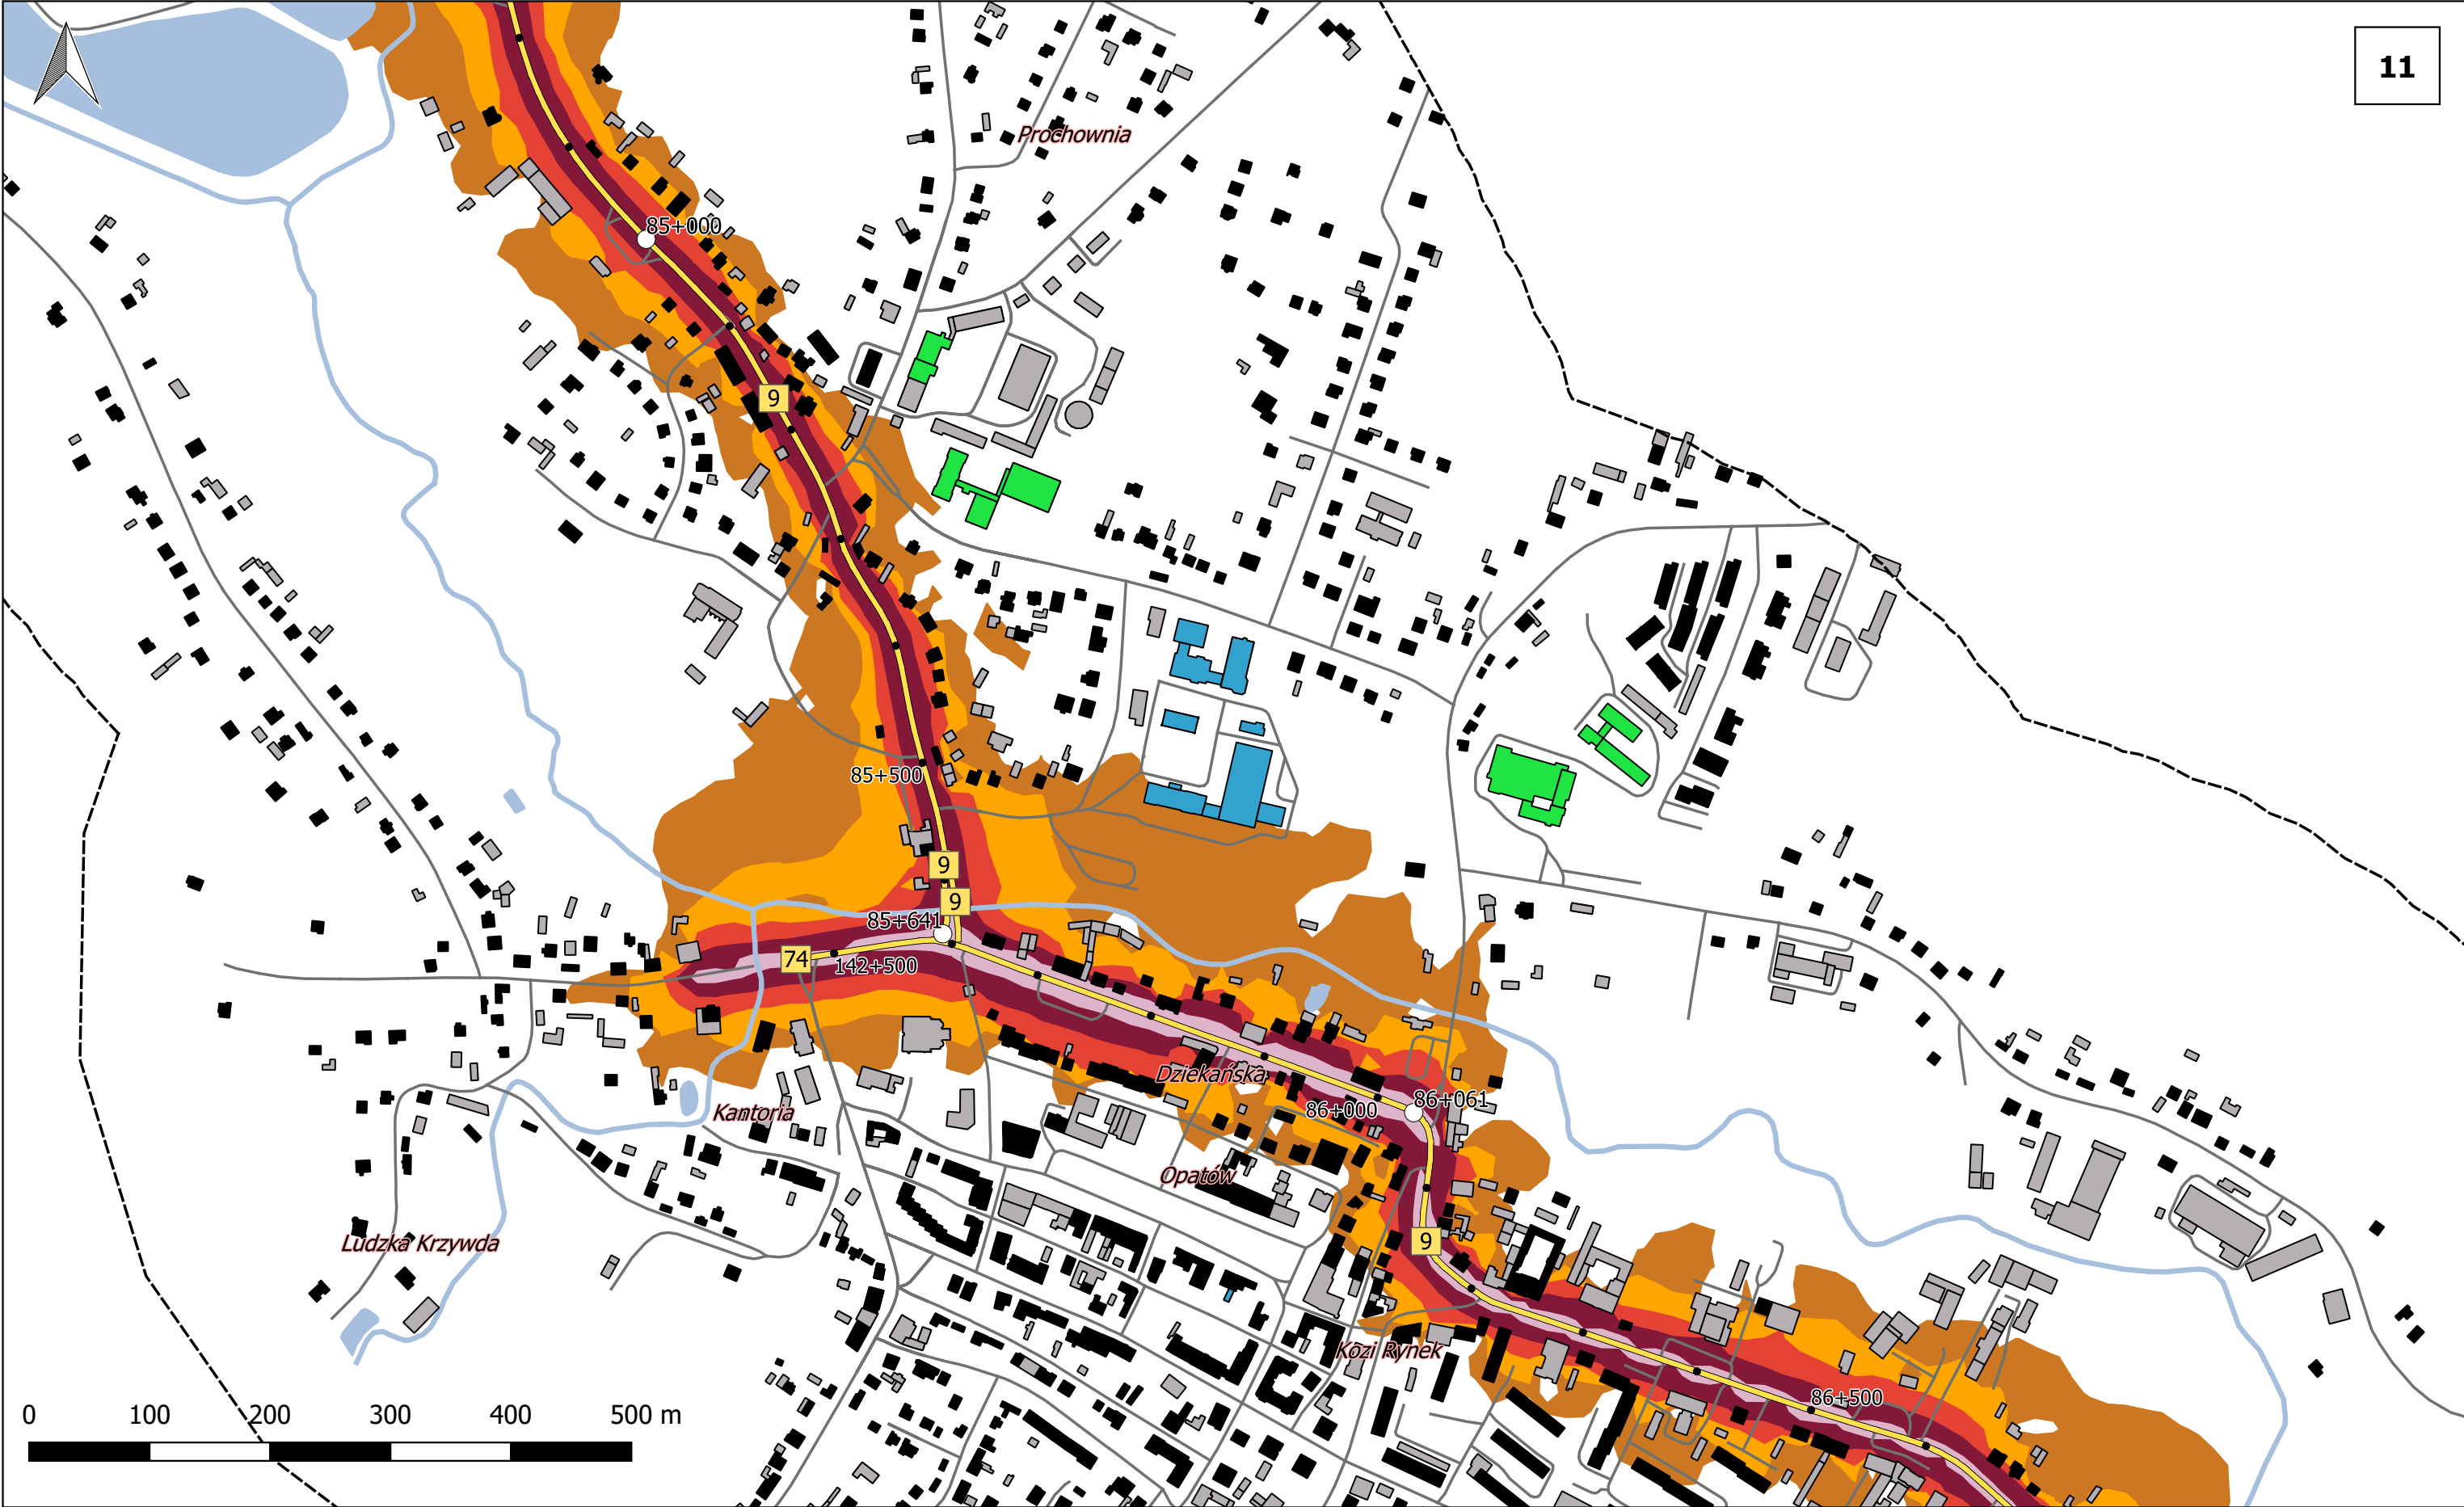 11
Prochownia
85+000
9
85+500
9
9
85+641
74
142+500
Dziekańska
86+000
86+061
Kantoria
Opatów
Ludzka Krzywda
9
Kozi Rynek
86+500
0 100 200 300 400 500 m